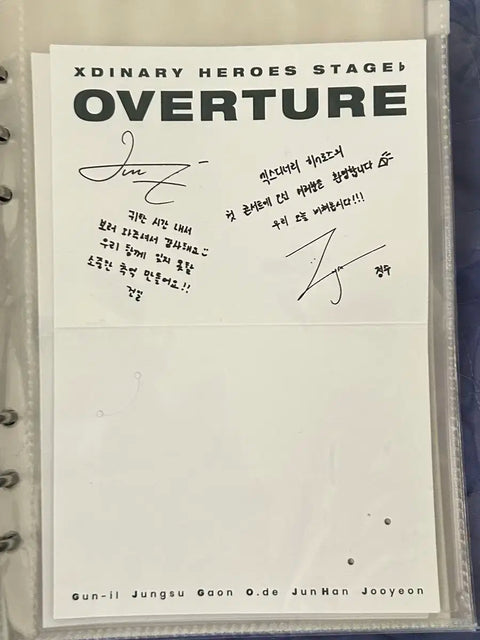 XDINARY HEROES STAGE♭
OVERTURE
귀한 시간 내서
보러 와주셔서 감사해요
우리 함께 잊지 못할
소중한 추억 만들어요!!
건일
엑스디너리 히어로즈의
첫 콘서트에 오신 여러분을 환영합니다
우리 오늘 미쳐봅시다!!!
정수
Gun-il Jungsu Gaon O.de JunHan Jooyeon